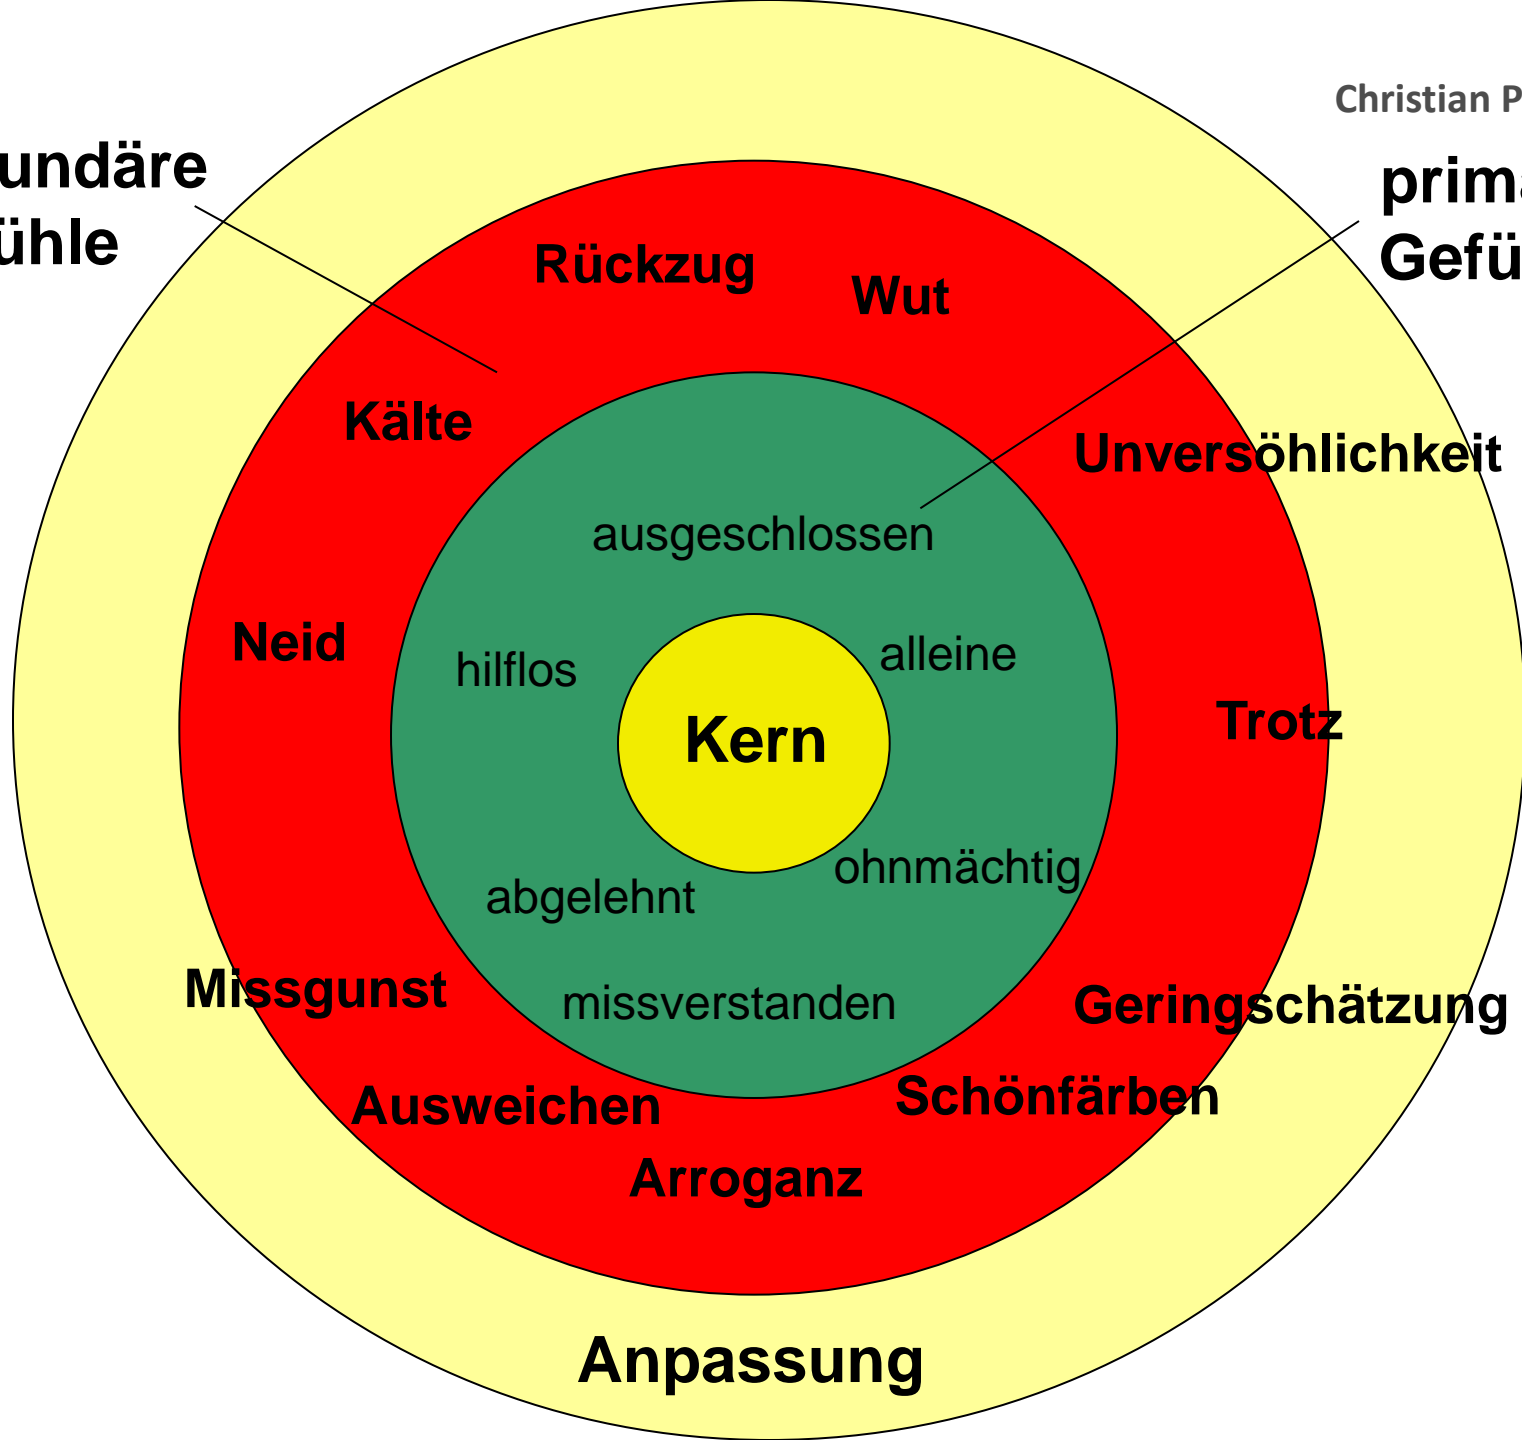 Christian P
undäre
ühle
prim
Gefü
Rückzug
Wut
Kälte
Unversöhlichkeit
ausgeschlossen
Neid
hilflos
alleine
Kern
Trotz
ohnmächtig
abgelehnt
Missgunst
missverstanden
Geringschätzung
Ausweichen
Schönfärben
Arroganz
Anpassung